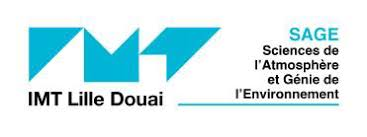 IMT Lille Douai
SAGE
Sciences de
l'Atmosphère
et Génie de
l'Environnement